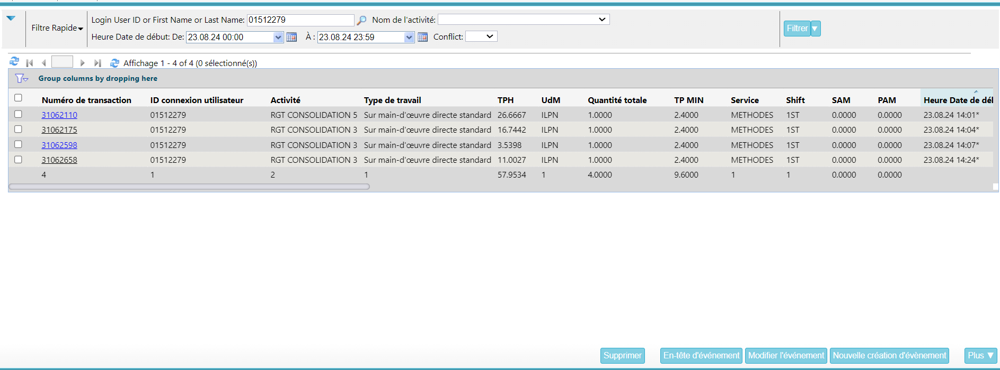 Filtre Rapide
Login User ID or First Name or Last Name: 01512279 Nom de l'activité:
Heure Date de début: De: 23.08.24 00:00 À : 23.08.24 23:59 Conflict:
Filtrer ▼
Affichage 1 - 4 of 4 (0 sélectionné(s))
Group columns by dropping here
Numéro de transaction ID connexion utilisateur Activité Type de travail TPH UdM Quantité totale TP MIN Service Shift SAM PAM Heure Date de dél
31062110 01512279 RGT CONSOLIDATION 5 Sur main-d'œuvre directe standard 26.6667 ILPN 1.0000 2.4000 METHODES 1ST 0.0000 0.0000 23.08.24 14:01*
31062175 01512279 RGT CONSOLIDATION 3 Sur main-d'œuvre directe standard 16.7442 ILPN 1.0000 2.4000 METHODES 1ST 0.0000 0.0000 23.08.24 14:04*
31062598 01512279 RGT CONSOLIDATION 3 Sur main-d'œuvre directe standard 3.5398 ILPN 1.0000 2.4000 METHODES 1ST 0.0000 0.0000 23.08.24 14:07*
31062658 01512279 RGT CONSOLIDATION 3 Sur main-d'œuvre directe standard 11.0027 ILPN 1.0000 2.4000 METHODES 1ST 0.0000 0.0000 23.08.24 14:24*
4 1 2 1 57.9534 1 4.0000 9.6000 1 1 0.0000 0.0000
Supprimer En-tête d'événement Modifier l'événement Nouvelle création d'évènement Plus ▼